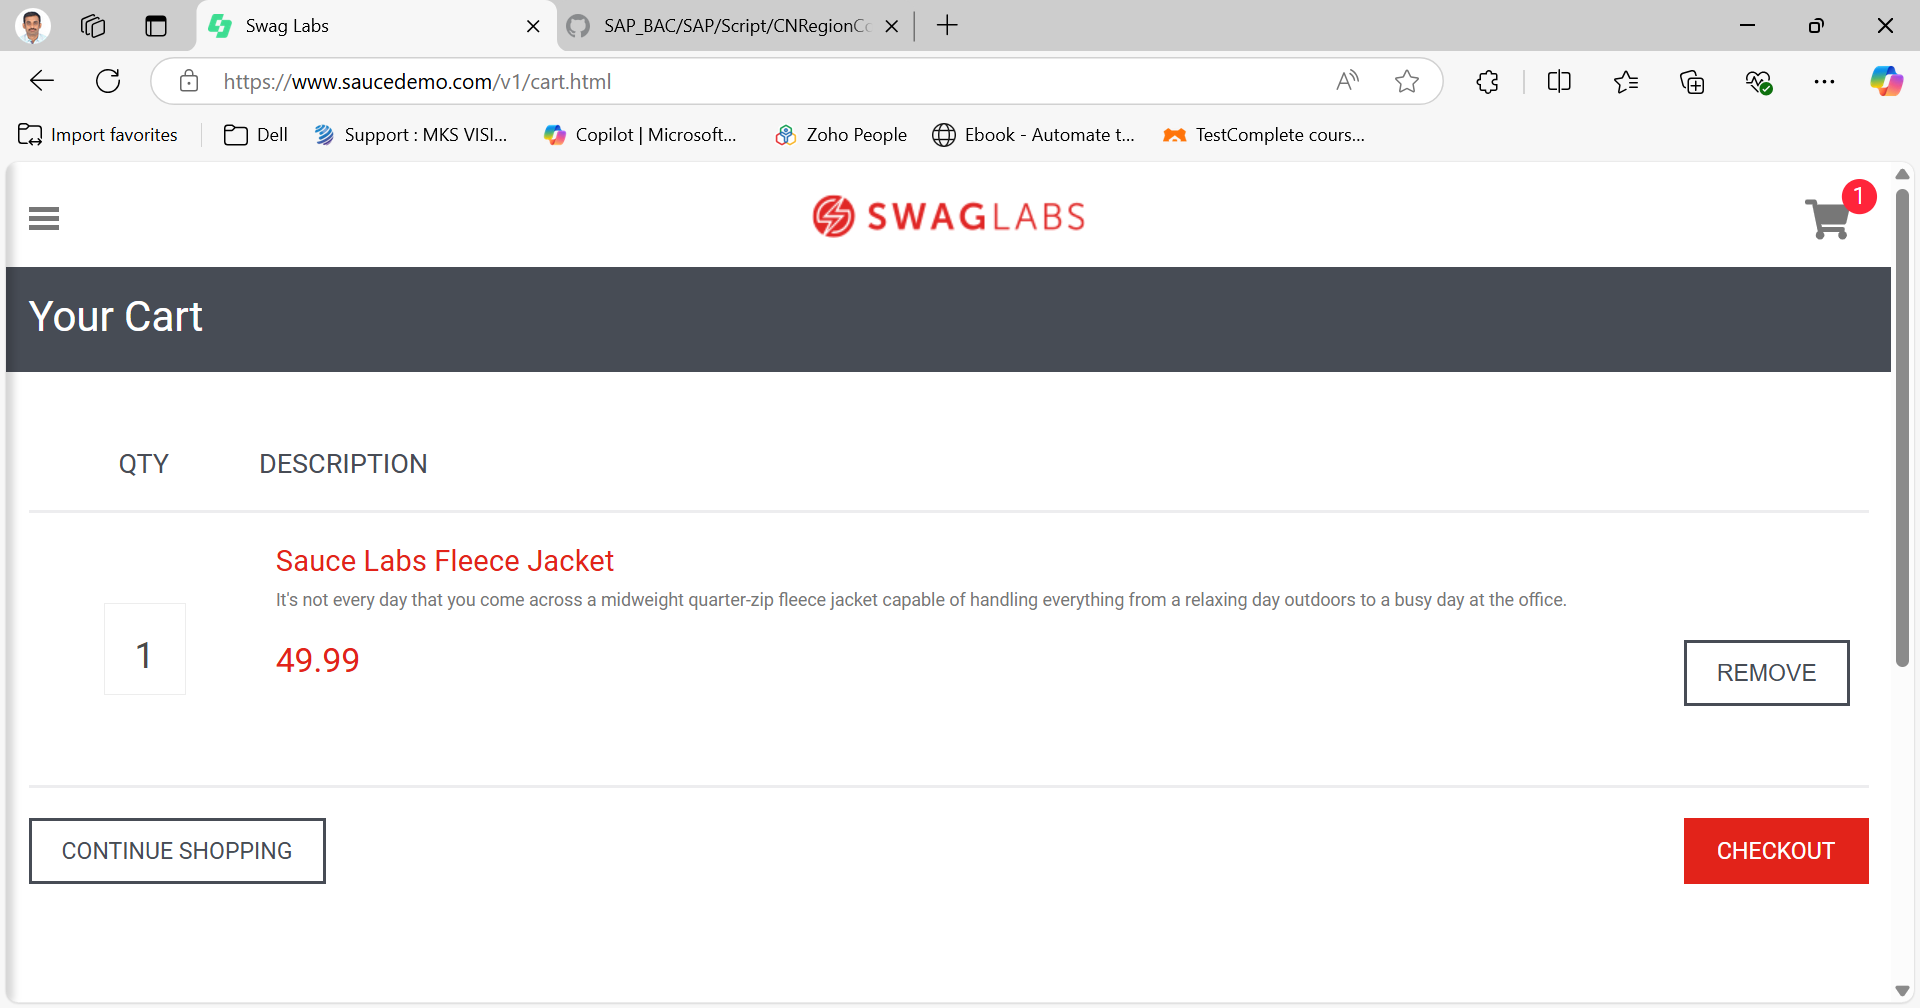 Swag Labs
SAP_BAC/SAP/Script/CNRegionCo
https://www.saucedemo.com/v1/cart.html
Import favorites
Dell
Support : MKS VISI...
Copilot | Microsoft...
Zoho People
Ebook - Automate t...
TestComplete cours...
SWAGLABS
1
Your Cart
QTY DESCRIPTION
Sauce Labs Fleece Jacket
It's not every day that you come across a midweight quarter-zip fleece jacket capable of handling everything from a relaxing day outdoors to a busy day at the office.
1
49.99
REMOVE
CONTINUE SHOPPING
CHECKOUT